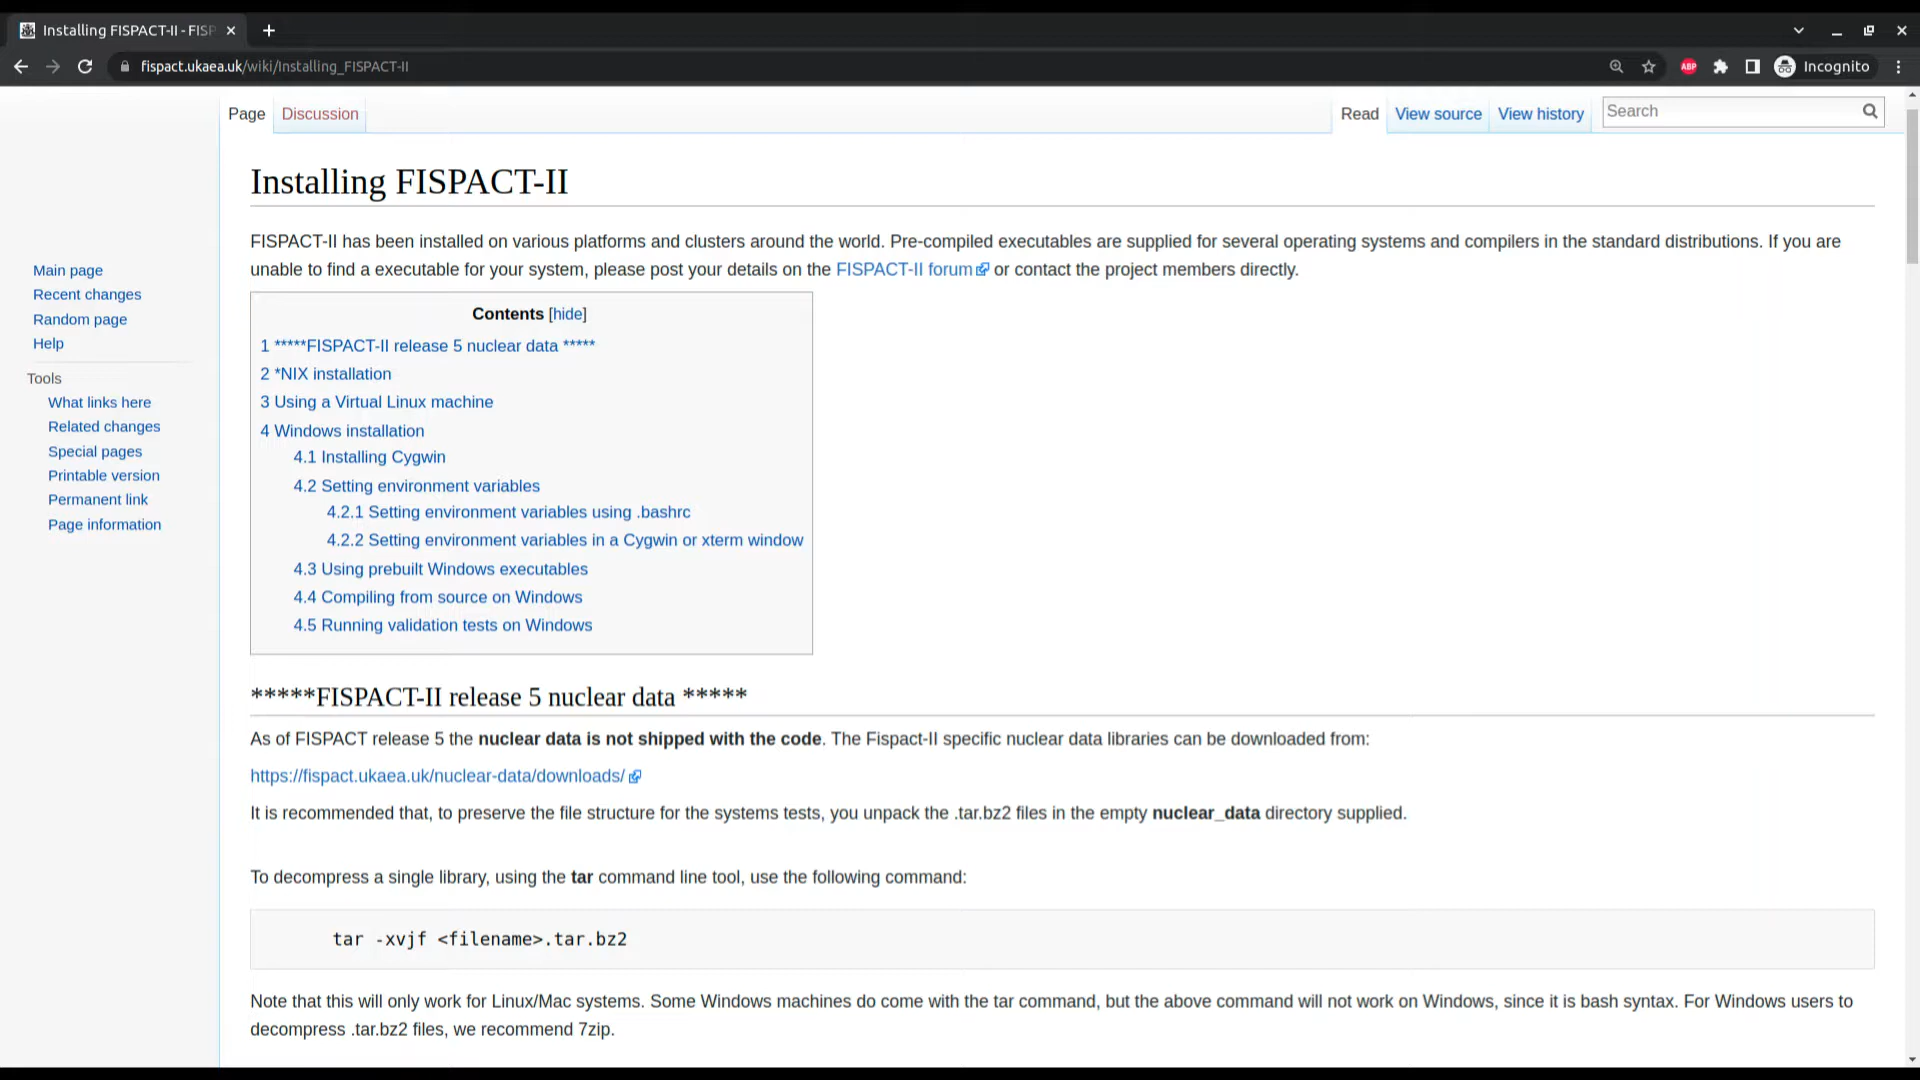 Installing FISPACT-II - FISP
fispact.ukaea.uk/wiki/Installing_FISPACT-II
ABP
Incognito
Page
Discussion
Read
View source
View history
Search
Main page
Recent changes
Random page
Help
Tools
What links here
Related changes
Special pages
Printable version
Permanent link
Page information
Installing FISPACT-II
FISPACT-II has been installed on various platforms and clusters around the world. Pre-compiled executables are supplied for several operating systems and compilers in the standard distributions. If you are
unable to find a executable for your system, please post your details on the FISPACT-II forum or contact the project members directly.
Contents [hide]
1 *****FISPACT-II release 5 nuclear data *****
2 *NIX installation
3 Using a Virtual Linux machine
4 Windows installation
4.1 Installing Cygwin
4.2 Setting environment variables
4.2.1 Setting environment variables using .bashrc
4.2.2 Setting environment variables in a Cygwin or xterm window
4.3 Using prebuilt Windows executables
4.4 Compiling from source on Windows
4.5 Running validation tests on Windows
*****FISPACT-II release 5 nuclear data *****
As of FISPACT release 5 the nuclear data is not shipped with the code. The Fispact-II specific nuclear data libraries can be downloaded from:
https://fispact.ukaea.uk/nuclear-data/downloads/
It is recommended that, to preserve the file structure for the systems tests, you unpack the .tar.bz2 files in the empty nuclear_data directory supplied.
To decompress a single library, using the tar command line tool, use the following command:
tar -xvjf <filename>.tar.bz2
Note that this will only work for Linux/Mac systems. Some Windows machines do come with the tar command, but the above command will not work on Windows, since it is bash syntax. For Windows users to
decompress .tar.bz2 files, we recommend 7zip.